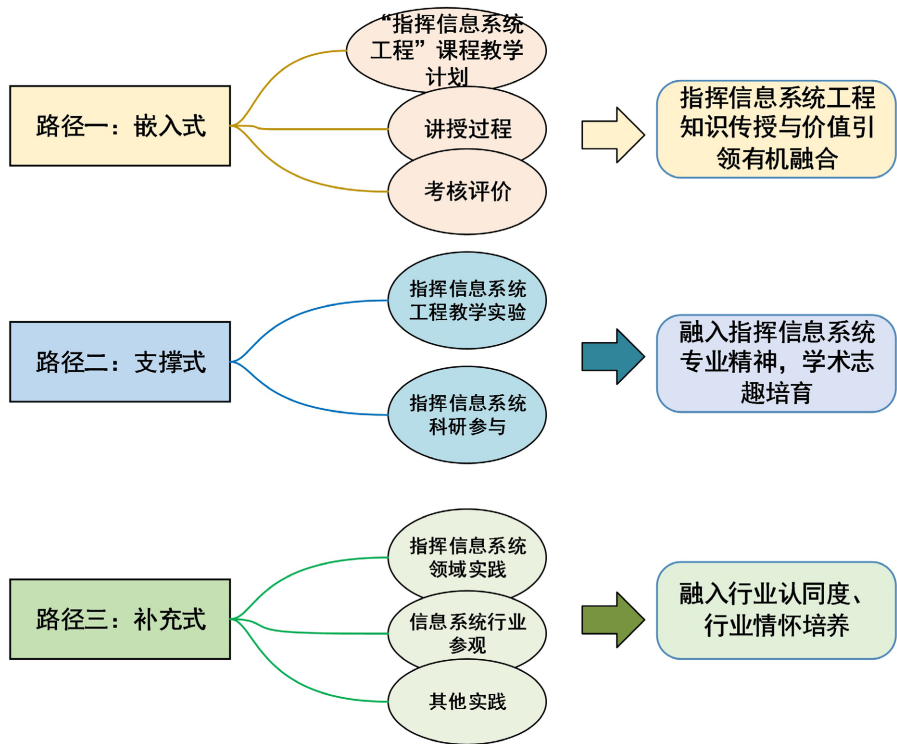 “指挥信息系统
工程”课程教学
计划
路径一：嵌入式
讲授过程
考核评价
指挥信息系统工程
知识传授与价值引
领有机融合
指挥信息系统
工程教学实验
路径二：支撑式
指挥信息系统
科研参与
融入指挥信息系统
专业精神，学术志
趣培育
指挥信息系统
领域实践
路径三：补充式
信息系统行业
参观
其他实践
融入行业认同度、
行业情怀培养